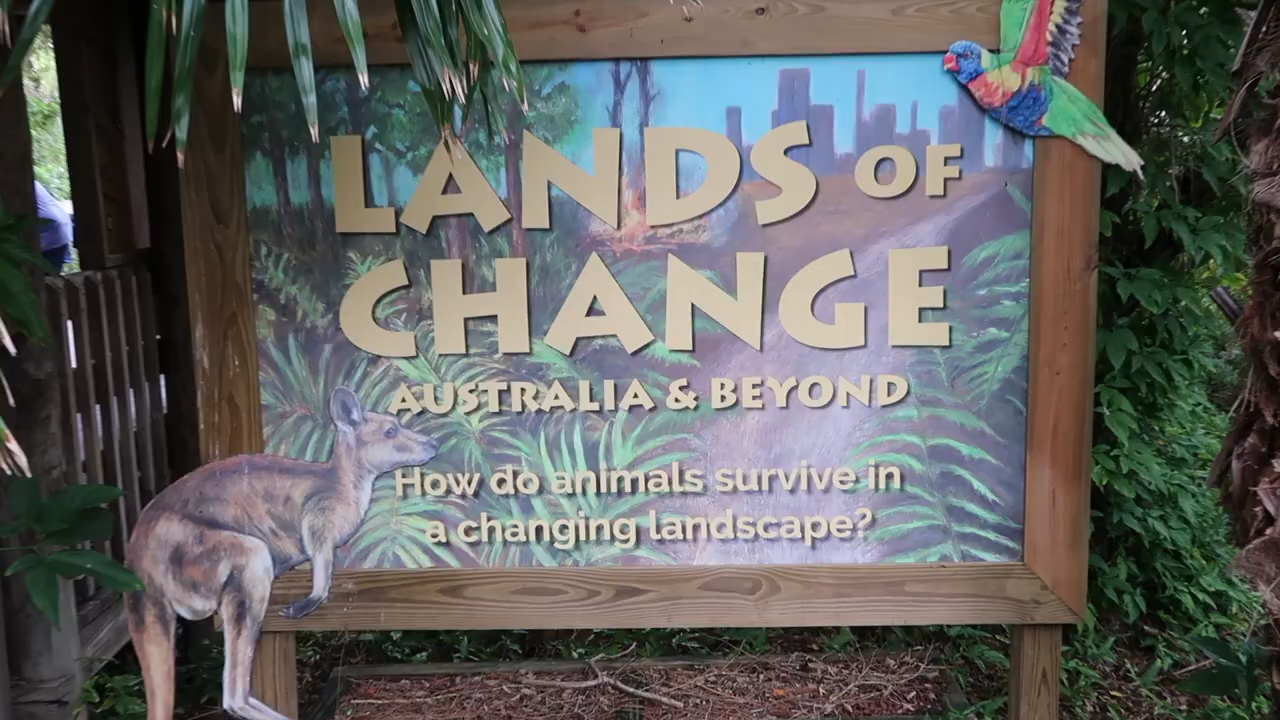 LANDS OF
CHANGE
AUSTRALIA & BEYOND
How do animals survive in
a changing landscape?